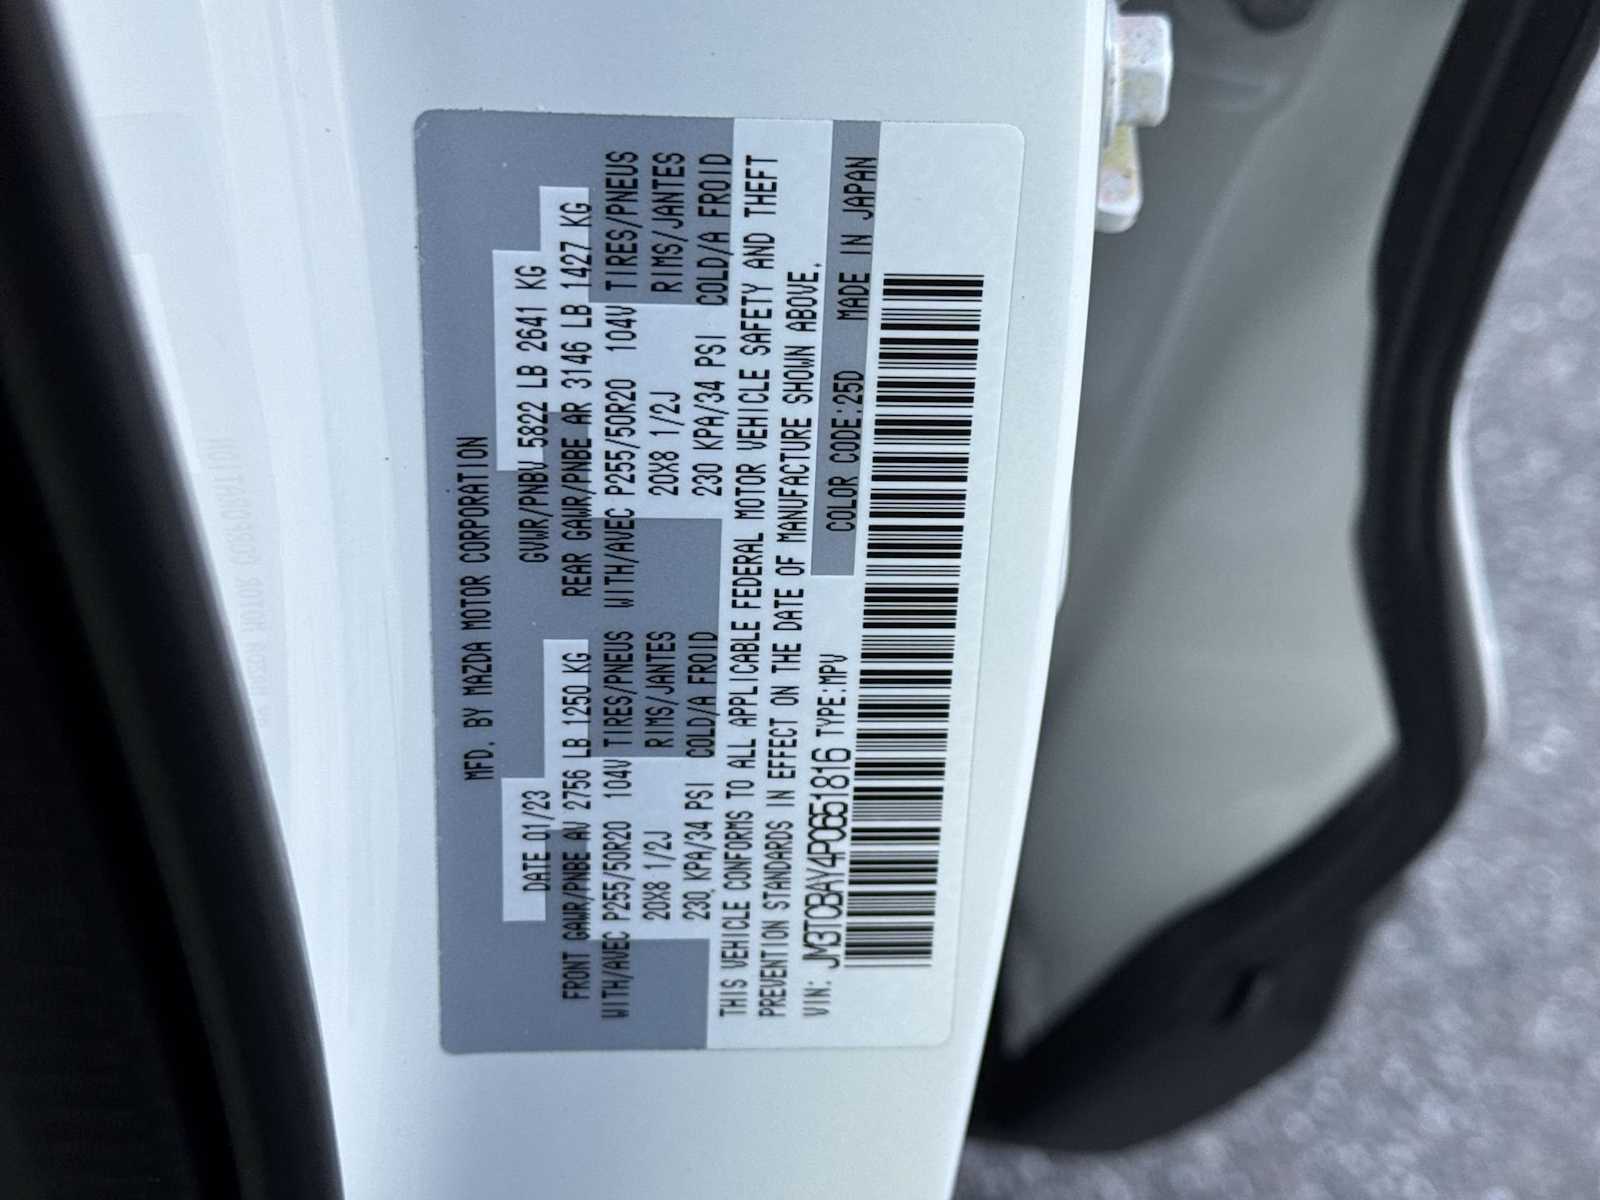 MFD. BY MAZDA MOTOR CORPORATION
DATE 01/23 GVWR/PNBV 5822 LB 2641 KG
FRONT GAWR/PNBE AV 2756 LB 1250 KG REAR GAWR/PNBE AR 3146 LB 1427 KG
WITH/AVEC P255/50R20 104V TIRES/PNEUS WITH/AVEC P255/50R20 104V TIRES/PNEUS
20X8 1/2J RIMS/JANTES 20X8 1/2J RIMS/JANTES
230 KPA/34 PSI COLD/A FROID 230 KPA/34 PSI COLD/A FROID
THIS VEHICLE CONFORMS TO ALL APPLICABLE FEDERAL MOTOR VEHICLE SAFETY AND THEFT
PREVENTION STANDARDS IN EFFECT ON THE DATE OF MANUFACTURE SHOWN ABOVE.
VIN: JM3T0BAY4P0651816 TYPE:MPV COLOR CODE:25D MADE IN JAPAN